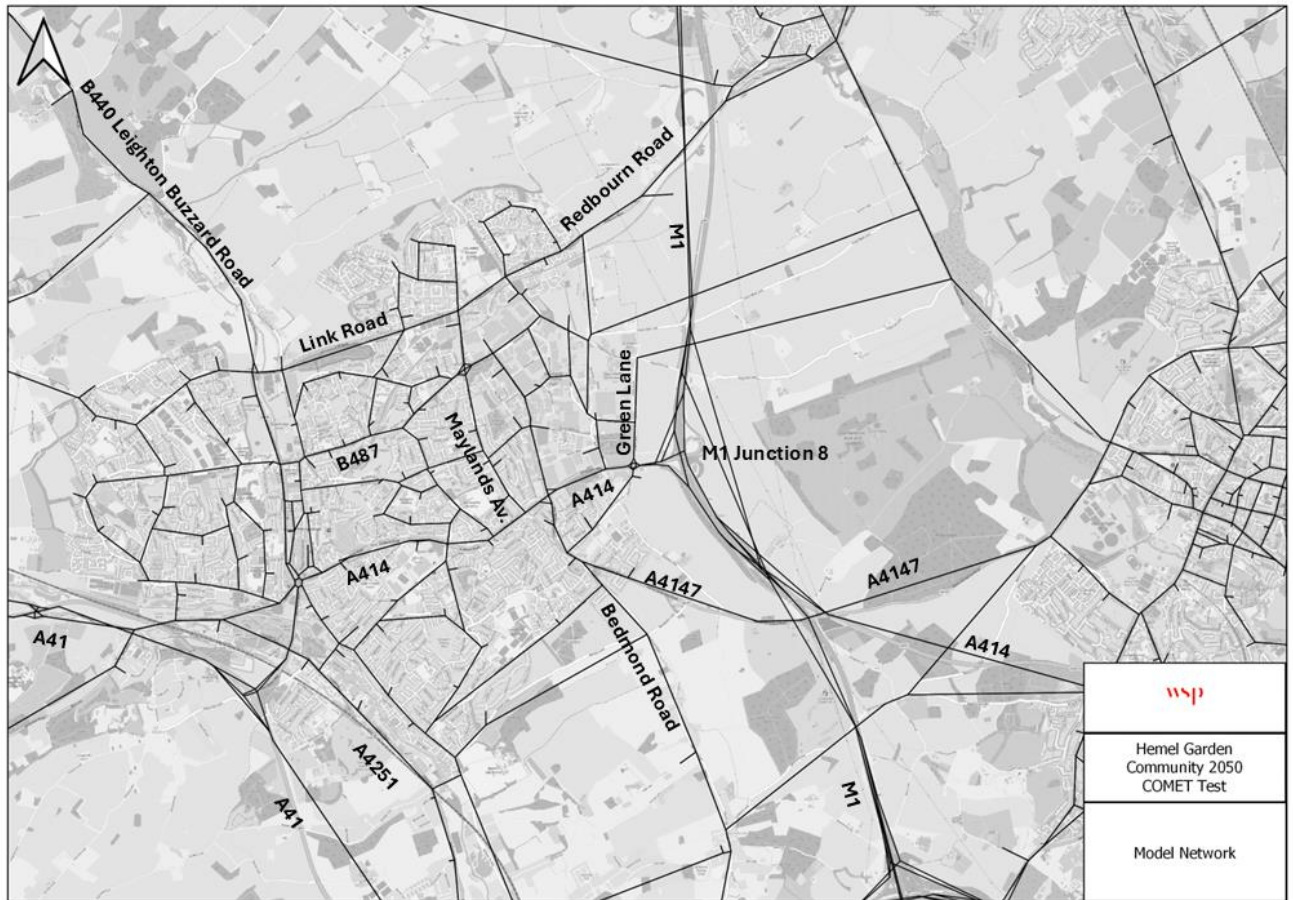 B440 Leighton Buzzard Road
Redbourn Road
M1
Link Road
Green Lane
Maylands Av.
B487
M1 Junction 8
A414
A414
A4147
A4147
Bedmond Road
A41
A414
A4251
A41
M1
wsp
Hemel Garden
Community 2050
COMET Test
Model Network